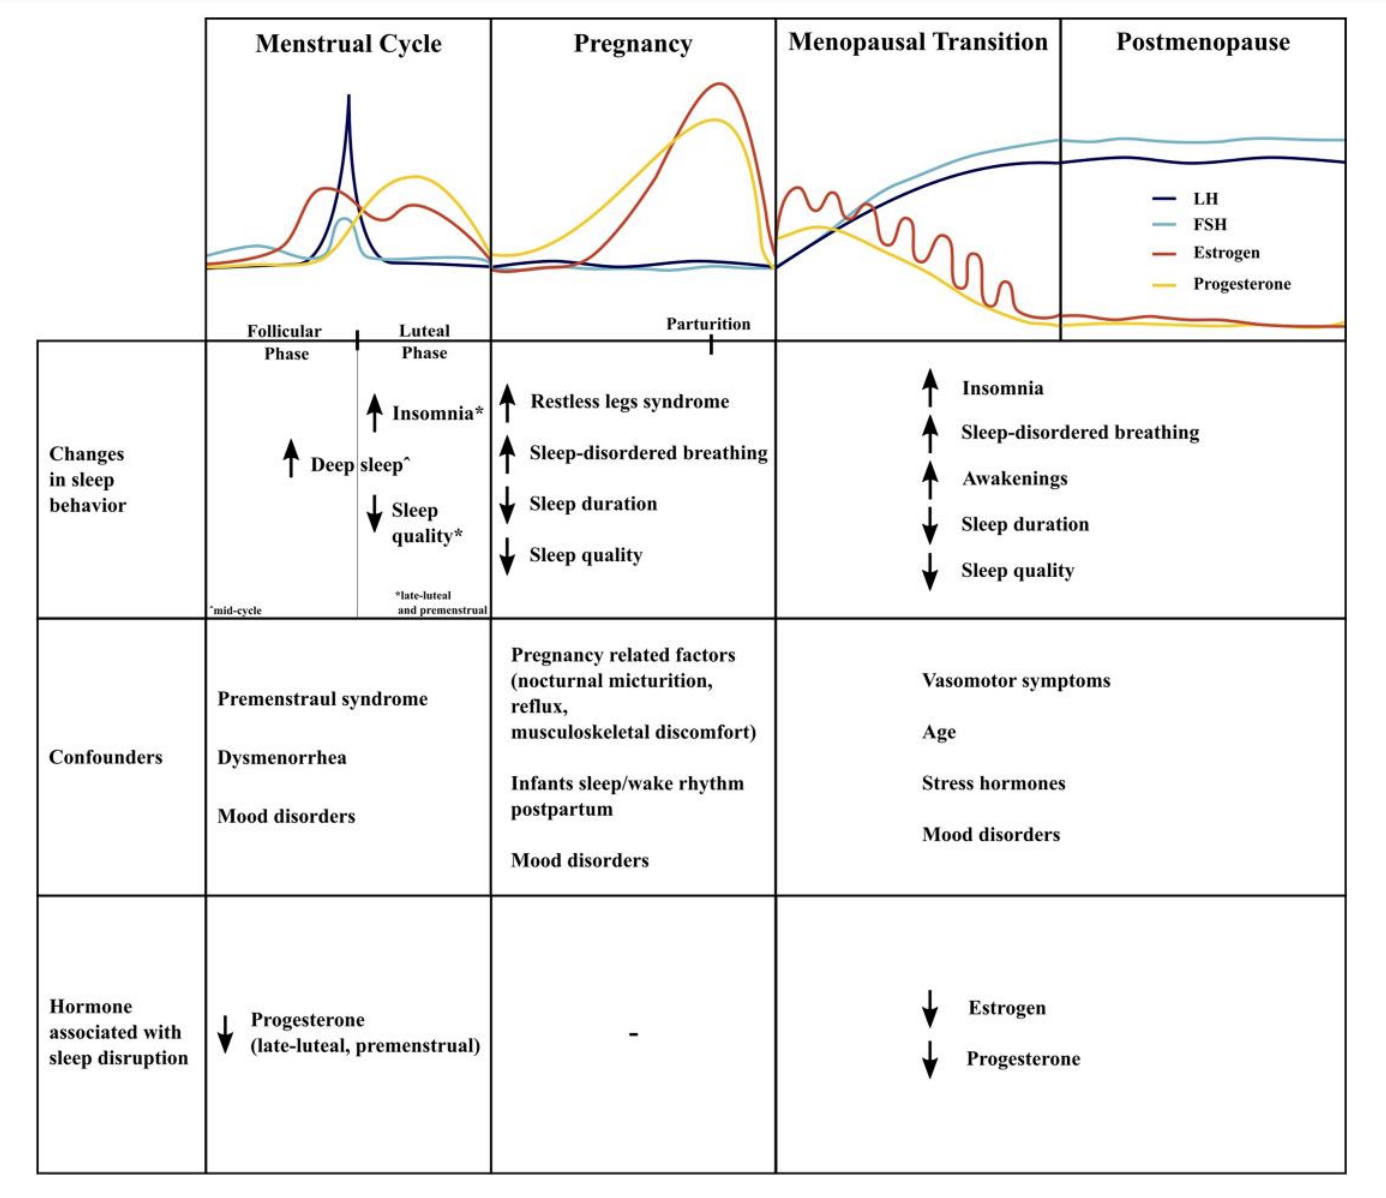 Menstrual Cycle
Pregnancy
Menopausal Transition
Postmenopause
LH
FSH
Estrogen
Progesterone
Follicular
Phase
Luteal
Phase
Parturition
Changes
in sleep
behavior
Insomnia*
Deep sleep^
Sleep
quality*
^mid-cycle
*late-luteal
and premenstrual
Restless legs syndrome
Sleep-disordered breathing
Sleep duration
Sleep quality
Insomnia
Sleep-disordered breathing
Awakenings
Sleep duration
Sleep quality
Confounders
Premenstraul syndrome
Dysmenorrhea
Mood disorders
Pregnancy related factors
(nocturnal micturition,
reflux,
musculoskeletal discomfort)
Infants sleep/wake rhythm
postpartum
Mood disorders
Vasomotor symptoms
Age
Stress hormones
Mood disorders
Hormone
associated with
sleep disruption
Progesterone
(late-luteal, premenstrual)
-
Estrogen
Progesterone